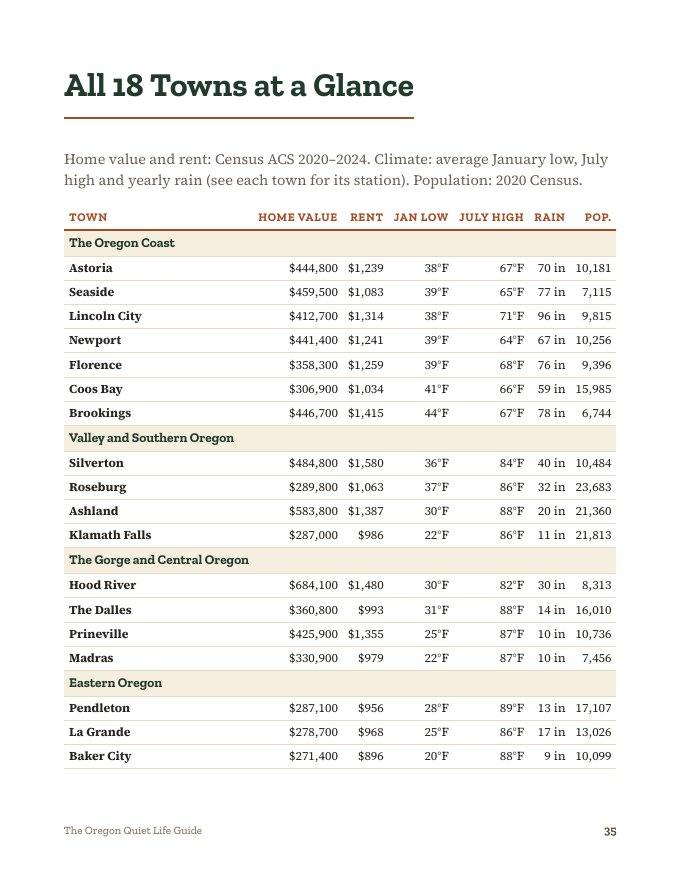 All 18 Towns at a Glance
Home value and rent: Census ACS 2020–2024. Climate: average January low, July
high and yearly rain (see each town for its station). Population: 2020 Census.
TOWN HOME VALUE RENT JAN LOW JULY HIGH RAIN POP.
The Oregon Coast
Astoria $444,800 $1,239 38°F 67°F 70 in 10,181
Seaside $459,500 $1,083 39°F 65°F 77 in 7,115
Lincoln City $412,700 $1,314 38°F 71°F 96 in 9,815
Newport $441,400 $1,241 39°F 64°F 67 in 10,256
Florence $358,300 $1,259 39°F 68°F 76 in 9,396
Coos Bay $306,900 $1,034 41°F 66°F 59 in 15,985
Brookings $446,700 $1,415 44°F 67°F 78 in 6,744
Valley and Southern Oregon
Silverton $484,800 $1,580 36°F 84°F 40 in 10,484
Roseburg $289,800 $1,063 37°F 86°F 32 in 23,683
Ashland $583,800 $1,387 30°F 88°F 20 in 21,360
Klamath Falls $287,000 $986 22°F 86°F 11 in 21,813
The Gorge and Central Oregon
Hood River $684,100 $1,480 30°F 82°F 30 in 8,313
The Dalles $360,800 $993 31°F 88°F 14 in 16,010
Prineville $425,900 $1,355 25°F 87°F 10 in 10,736
Madras $330,900 $979 22°F 87°F 10 in 7,456
Eastern Oregon
Pendleton $287,100 $956 28°F 89°F 13 in 17,107
La Grande $278,700 $968 25°F 86°F 17 in 13,026
Baker City $271,400 $896 20°F 88°F 9 in 10,099
The Oregon Quiet Life Guide 35